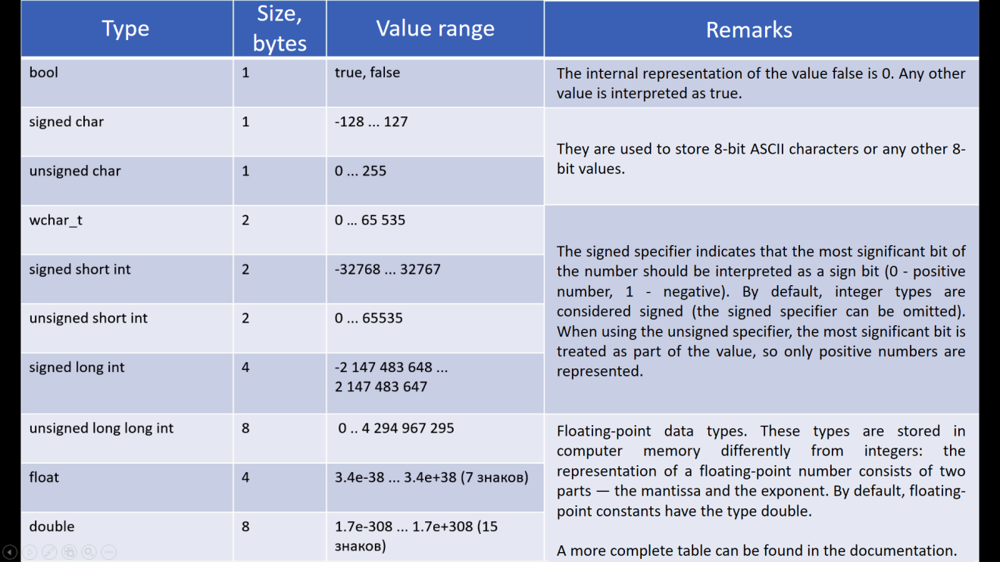 Type
Size,
bytes
Value range
Remarks
bool
1
true, false
The internal representation of the value false is 0. Any other
value is interpreted as true.
signed char
1
-128 ... 127
They are used to store 8-bit ASCII characters or any other 8-
bit values.
unsigned char
1
0 ... 255
wchar_t
2
0 ... 65 535
The signed specifier indicates that the most significant bit of
the number should be interpreted as a sign bit (0 - positive
number, 1 - negative). By default, integer types are
considered signed (the signed specifier can be omitted).
When using the unsigned specifier, the most significant bit is
treated as part of the value, so only positive numbers are
represented.
signed short int
2
-32768 ... 32767
unsigned short int
2
0 ... 65535
signed long int
4
-2 147 483 648 ...
2 147 483 647
unsigned long long int
8
0 .. 4 294 967 295
Floating-point data types. These types are stored in
computer memory differently from integers: the
representation of a floating-point number consists of two
parts — the mantissa and the exponent. By default, floating-
point constants have the type double.
A more complete table can be found in the documentation.
float
4
3.4e-38 ... 3.4e+38 (7 знаков)
double
8
1.7e-308 ... 1.7e+308 (15
знаков)